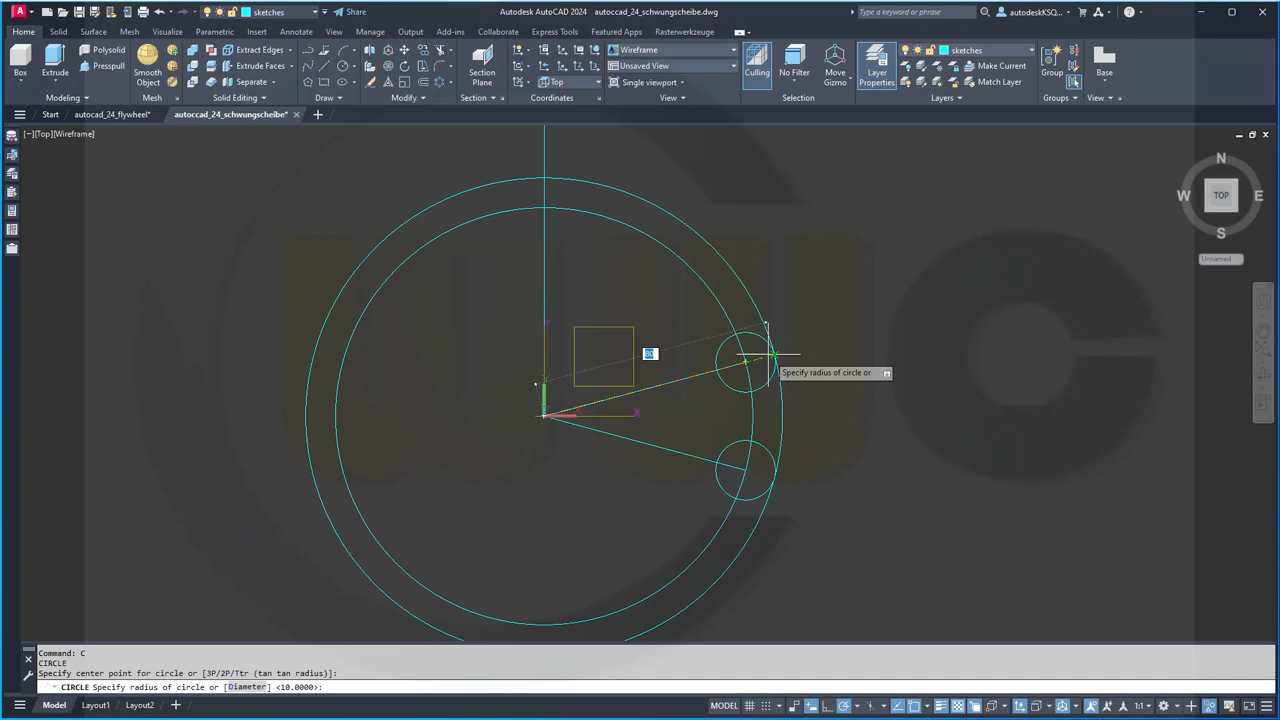 Share
Autodesk AutoCAD 2024 autoccad_24_schwungscheibe.dwg
Type a keyword or phrase
autodeskKSQ...
sketches
Home Solid Surface Mesh Visualize Parametric Insert Annotate View Manage Output Add-ins Collaborate Express Tools Featured Apps Rasterwerkzeuge
Box
Extrude
Polysolid
Presspull
Smooth
Object
Extract Edges
Extrude Faces
Separate
Section
Plane
Top
Wireframe
Unsaved View
Single viewport
Culling
No Filter
Move
Gizmo
Layer
Properties
sketches
Make Current
Match Layer
Group
Base
Modeling Mesh Solid Editing Draw Modify Section Coordinates View Selection Layers Groups View
Start autocad_24_flywheel* autoccad_24_schwungscheibe*
[−][Top][Wireframe]
N
W TOP E
S
Unnamed
Y
Y
X
80
Specify radius of circle or
Command: C
CIRCLE
Specify center point for circle or [3P/2P/Ttr (tan tan radius)]:
CIRCLE Specify radius of circle or [Diameter] <10.0000>:
Model Layout1 Layout2
MODEL
1:1